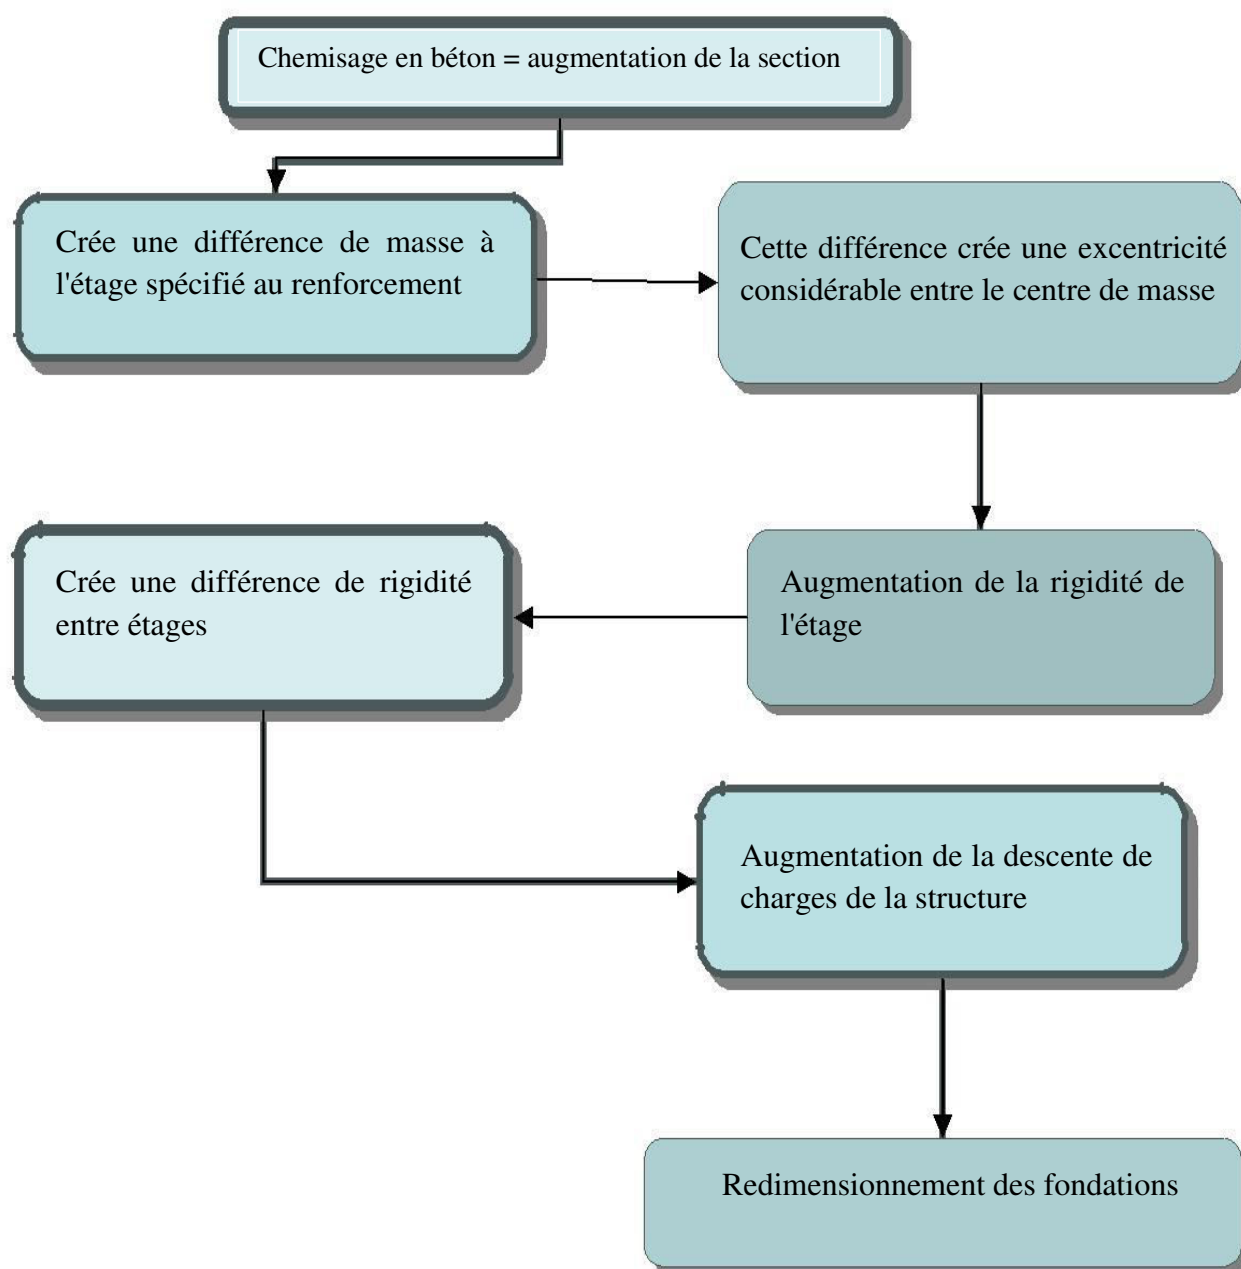 Chemisage en béton = augmentation de la section
Crée une différence de masse à
l'étage spécifié au renforcement
Cette différence crée une excentricité
considérable entre le centre de masse
Augmentation de la rigidité de
l'étage
Crée une différence de rigidité
entre étages
Augmentation de la descente de
charges de la structure
Redimensionnement des fondations